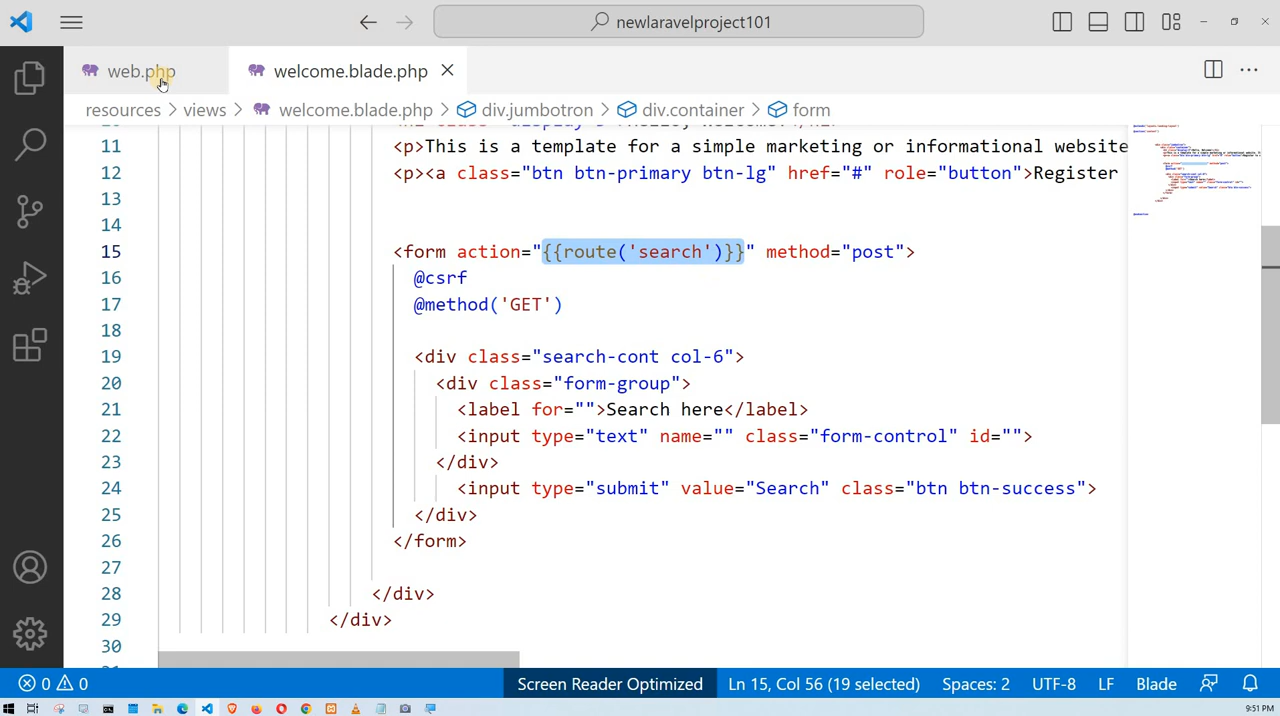 newlaravelproject101
web.php
welcome.blade.php
resources > views > welcome.blade.php > div.jumbotron > div.container > form
11 <p>This is a template for a simple marketing or informational website
12 <p><a class="btn btn-primary btn-lg" href="#" role="button">Register
13
14
15 <form action="{{route('search')}}" method="post">
16 @csrf
17 @method('GET')
18
19 <div class="search-cont col-6">
20 <div class="form-group">
21 <label for="">Search here</label>
22 <input type="text" name="" class="form-control" id="">
23 </div>
24 <input type="submit" value="Search" class="btn btn-success">
25 </div>
26 </form>
27
28 </div>
29 </div>
30
0 0 Screen Reader Optimized Ln 15, Col 56 (19 selected) Spaces: 2 UTF-8 LF Blade
9:51 PM